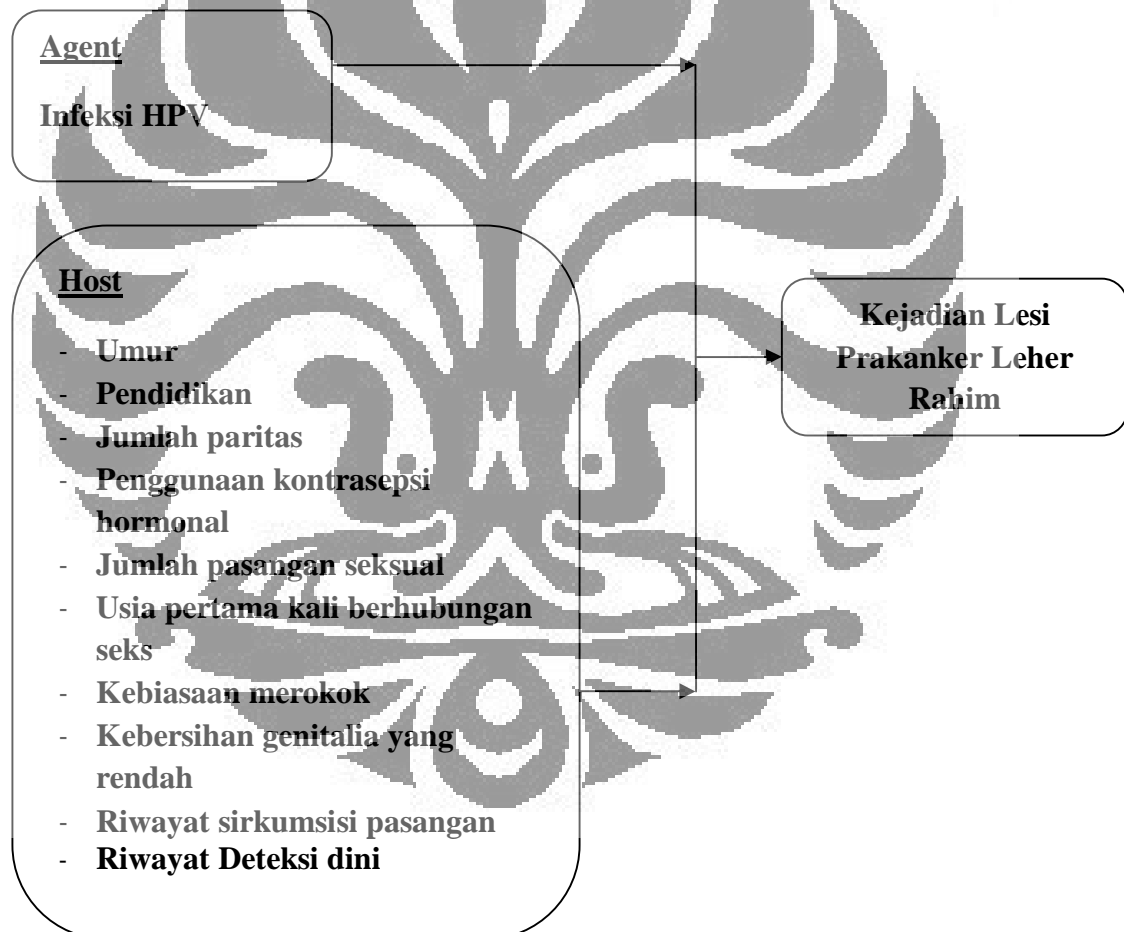 Agent
Infeksi HPV
Host
- Umur
- Pendidikan
- Jumlah paritas
- Penggunaan kontrasepsi
hormonal
- Jumlah pasangan seksual
- Usia pertama kali berhubungan
seks
- Kebiasaan merokok
- Kebersihan genitalia yang
rendah
- Riwayat sirkumsisi pasangan
- Riwayat Deteksi dini
Kejadian Lesi
Prakanker Leher
Rahim